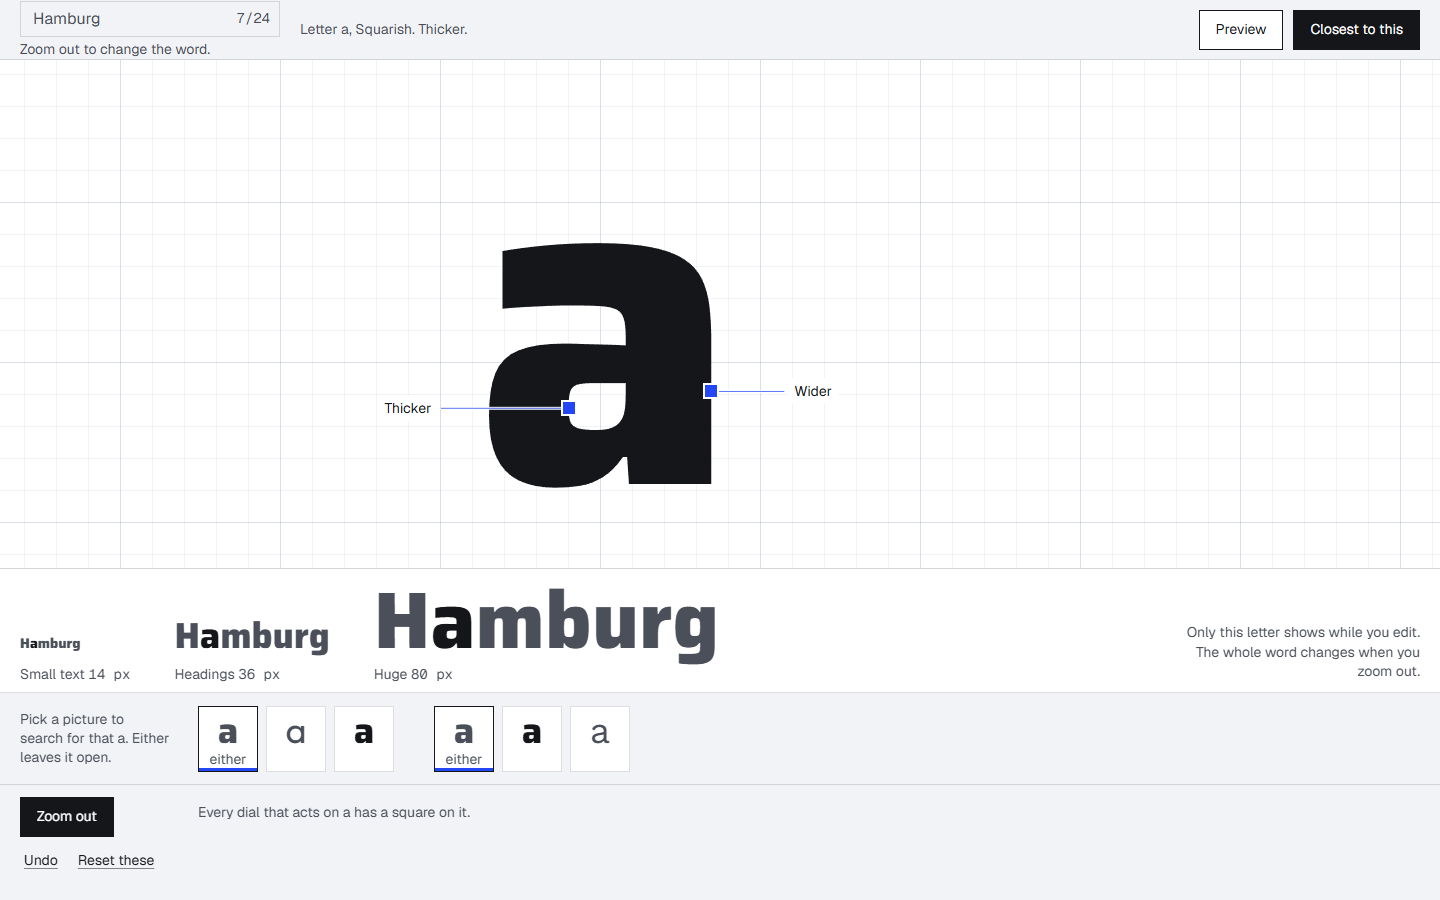 Hamburg 7/24
Zoom out to change the word.
Letter a, Squarish. Thicker.
Preview
Closest to this
a
Thicker
Wider
Hamburg
Small text 14 px
Hamburg
Headings 36 px
Hamburg
Huge 80 px
Only this letter shows while you edit.
The whole word changes when you
zoom out.
Pick a picture to
search for that a. Either
leaves it open.
a
either
a
a
a
either
a
a
Zoom out
Every dial that acts on a has a square on it.
Undo
Reset these